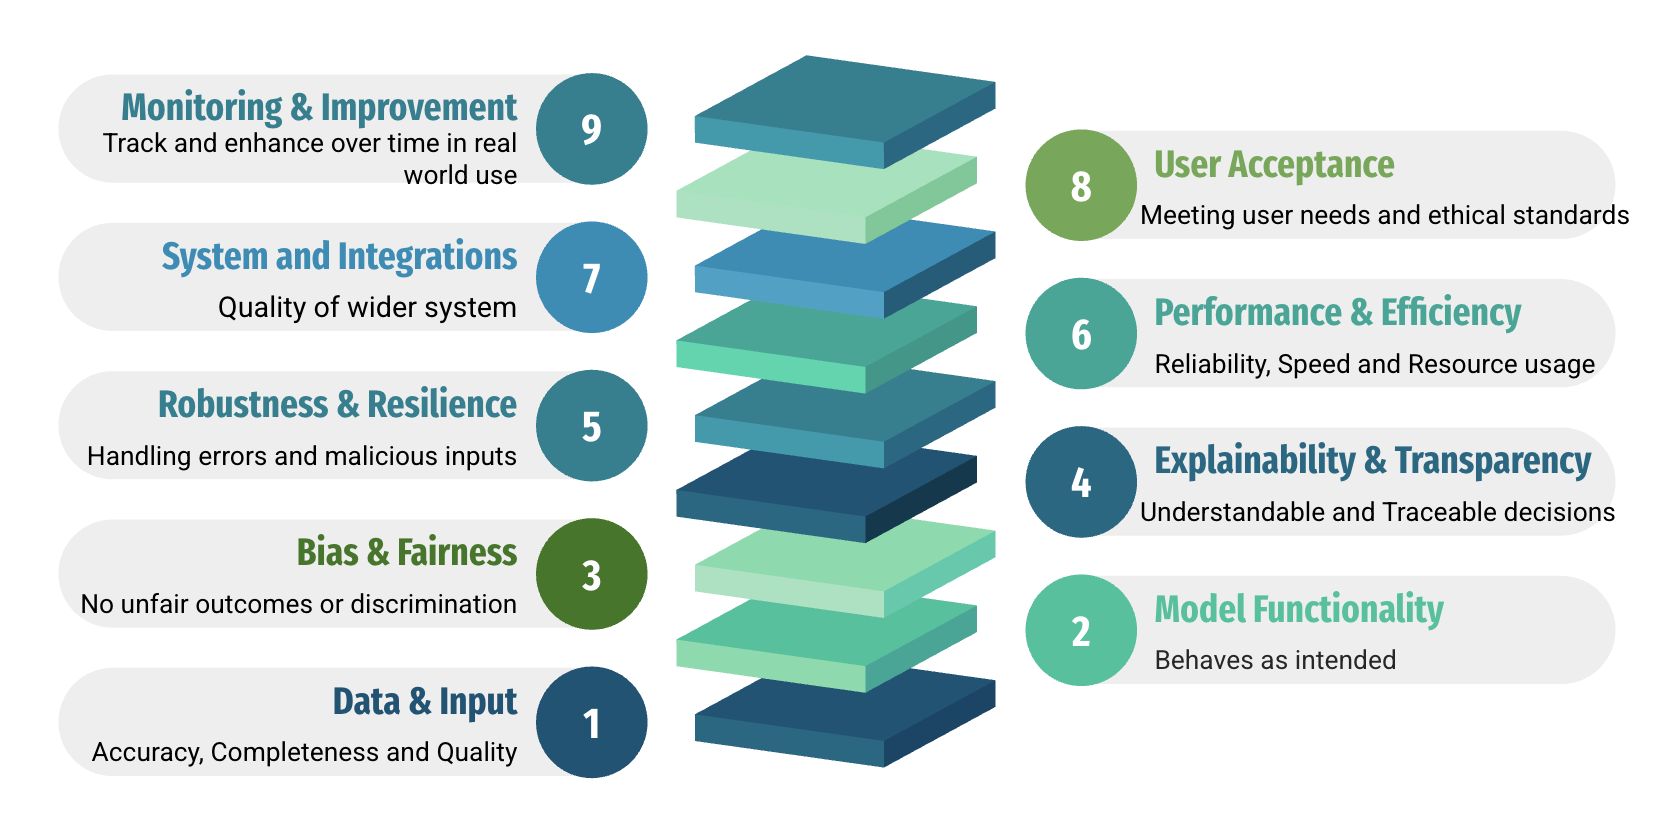 Monitoring & Improvement
Track and enhance over time in real
world use
9
8
User Acceptance
Meeting user needs and ethical standards
System and Integrations
Quality of wider system
7
6
Performance & Efficiency
Reliability, Speed and Resource usage
Robustness & Resilience
Handling errors and malicious inputs
5
4
Explainability & Transparency
Understandable and Traceable decisions
Bias & Fairness
No unfair outcomes or discrimination
3
2
Model Functionality
Behaves as intended
Data & Input
Accuracy, Completeness and Quality
1